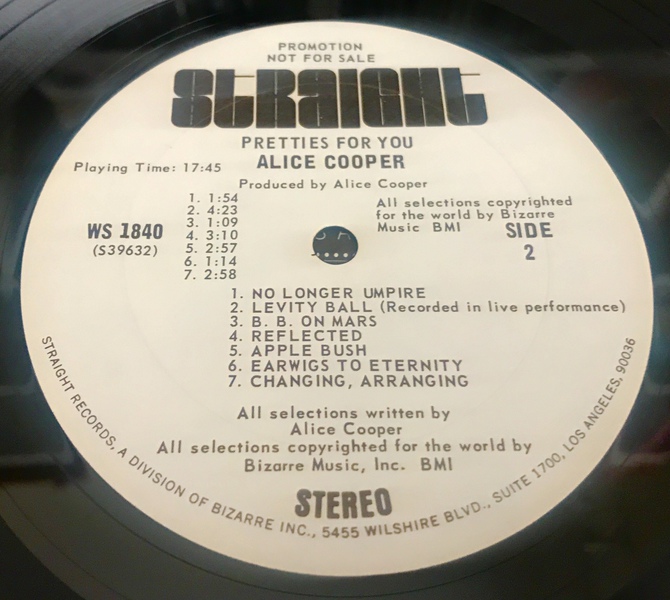 PROMOTION
NOT FOR SALE
STRAIGHT
PRETTIES FOR YOU
ALICE COOPER
Playing Time: 17:45
Produced by Alice Cooper
1. 1:54
2. 4:23
3. 1:09
4. 3:10
5. 2:57
6. 1:14
7. 2:58
WS 1840
(S39632)
All selections copyrighted
for the world by Bizarre
Music BMI
SIDE
2
1. NO LONGER UMPIRE
2. LEVITY BALL (Recorded in live performance)
3. B. B. ON MARS
4. REFLECTED
5. APPLE BUSH
6. EARWIGS TO ETERNITY
7. CHANGING, ARRANGING
All selections written by
Alice Cooper
All selections copyrighted for the world by
Bizarre Music, Inc. BMI
STEREO
STRAIGHT RECORDS, A DIVISION OF BIZARRE INC., 5455 WILSHIRE BLVD., SUITE 1700, LOS ANGELES, 90036